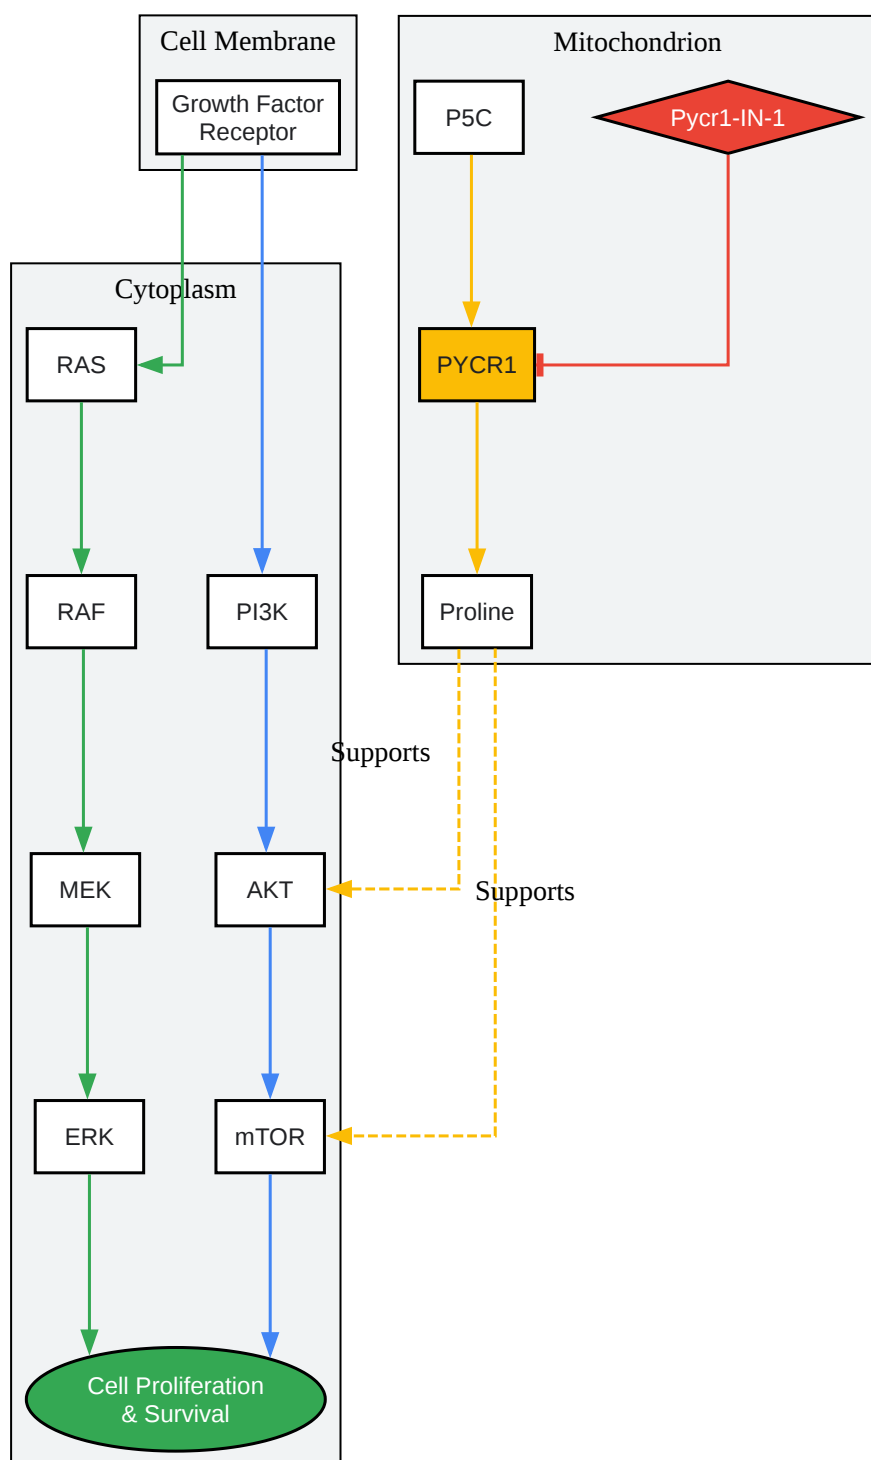 Cell Membrane
Growth Factor
Receptor
Mitochondrion
P5C
Pycr1-IN-1
Cytoplasm
RAS
PYCR1
RAF
PI3K
Proline
Supports
MEK
AKT
Supports
ERK
mTOR
Cell Proliferation
& Survival